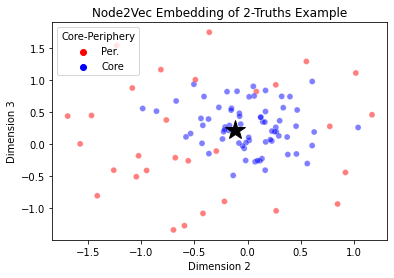 Node2Vec Embedding of 2-Truths Example
Core-Periphery
Per.
Core
1.5
1.0
0.5
0.0
−0.5
−1.0
Dimension 3
−1.5 −1.0 −0.5 0.0 0.5 1.0
Dimension 2